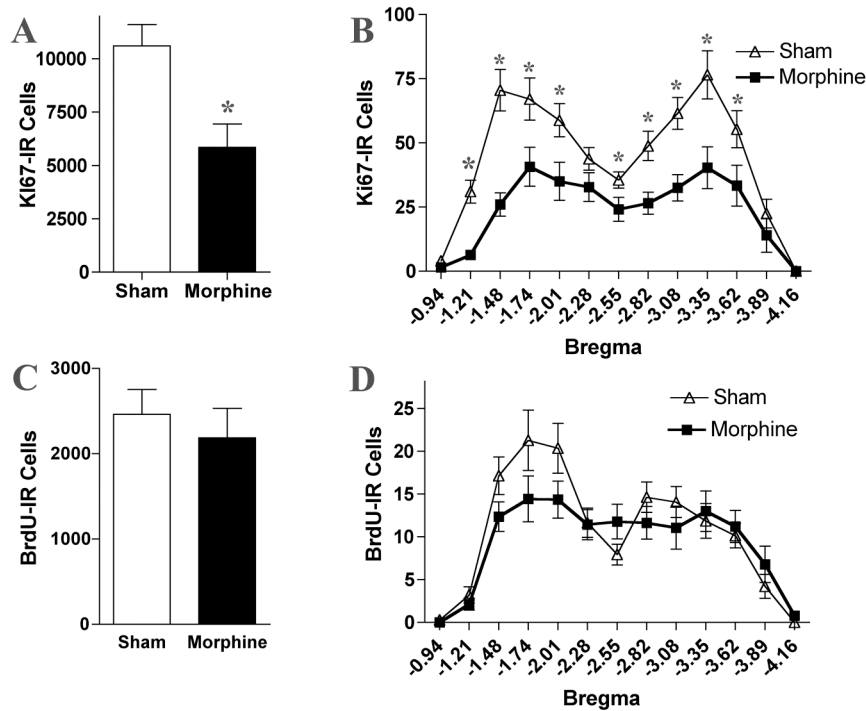 A
Ki67-IR Cells
10000
7500
5000
2500
0
*
Sham
Morphine
B
Ki67-IR Cells
100
75
50
25
0
* * * * * * * * *
Sham
Morphine
-0.94 -1.21 -1.48 -1.74 -2.01 -2.28 -2.55 -2.82 -3.08 -3.35 -3.62 -3.89 -4.16
Bregma
C
BrdU-IR Cells
3000
2000
1000
0
Sham
Morphine
D
BrdU-IR Cells
25
20
15
10
5
0
Sham
Morphine
-0.94 -1.21 -1.48 -1.74 -2.01 -2.28 -2.55 -2.82 -3.08 -3.35 -3.62 -3.89 -4.16
Bregma